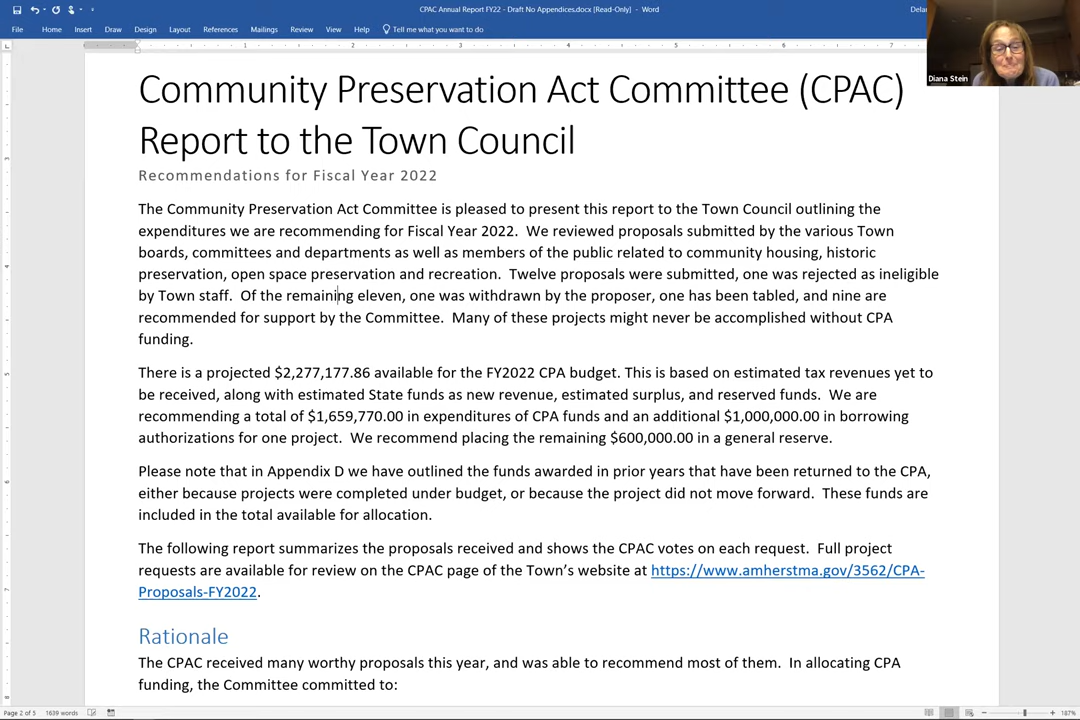 CPAC Annual Report FY22 - Draft No Appendices.docx [Read-Only] - Word
File Home Insert Draw Design Layout References Mailings Review View Help Tell me what you want to do
Diana Stein
Community Preservation Act Committee (CPAC)
Report to the Town Council
Recommendations for Fiscal Year 2022
The Community Preservation Act Committee is pleased to present this report to the Town Council outlining the
expenditures we are recommending for Fiscal Year 2022. We reviewed proposals submitted by the various Town
boards, committees and departments as well as members of the public related to community housing, historic
preservation, open space preservation and recreation. Twelve proposals were submitted, one was rejected as ineligible
by Town staff. Of the remaining eleven, one was withdrawn by the proposer, one has been tabled, and nine are
recommended for support by the Committee. Many of these projects might never be accomplished without CPA
funding.
There is a projected $2,277,177.86 available for the FY2022 CPA budget. This is based on estimated tax revenues yet to
be received, along with estimated State funds as new revenue, estimated surplus, and reserved funds. We are
recommending a total of $1,659,770.00 in expenditures of CPA funds and an additional $1,000,000.00 in borrowing
authorizations for one project. We recommend placing the remaining $600,000.00 in a general reserve.
Please note that in Appendix D we have outlined the funds awarded in prior years that have been returned to the CPA,
either because projects were completed under budget, or because the project did not move forward. These funds are
included in the total available for allocation.
The following report summarizes the proposals received and shows the CPAC votes on each request. Full project
requests are available for review on the CPAC page of the Town's website at https://www.amherstma.gov/3562/CPA-
Proposals-FY2022.
Rationale
The CPAC received many worthy proposals this year, and was able to recommend most of them. In allocating CPA
funding, the Committee committed to:
Page 2 of 5 1639 words 187%